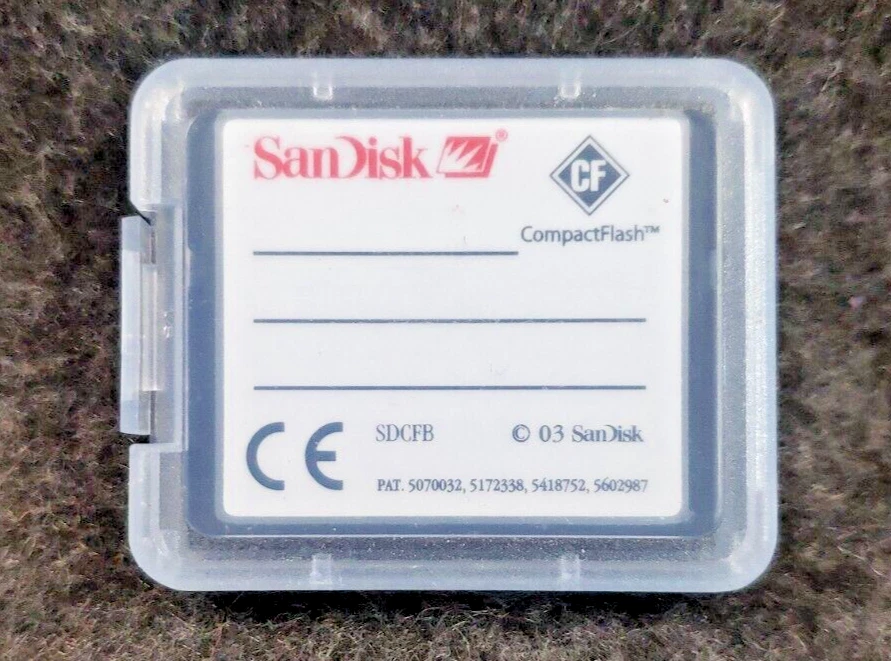 SanDisk ®
CF
CompactFlash™
CE
SDCFB © 03 SanDisk
PAT. 5070032, 5172338, 5418752, 5602987